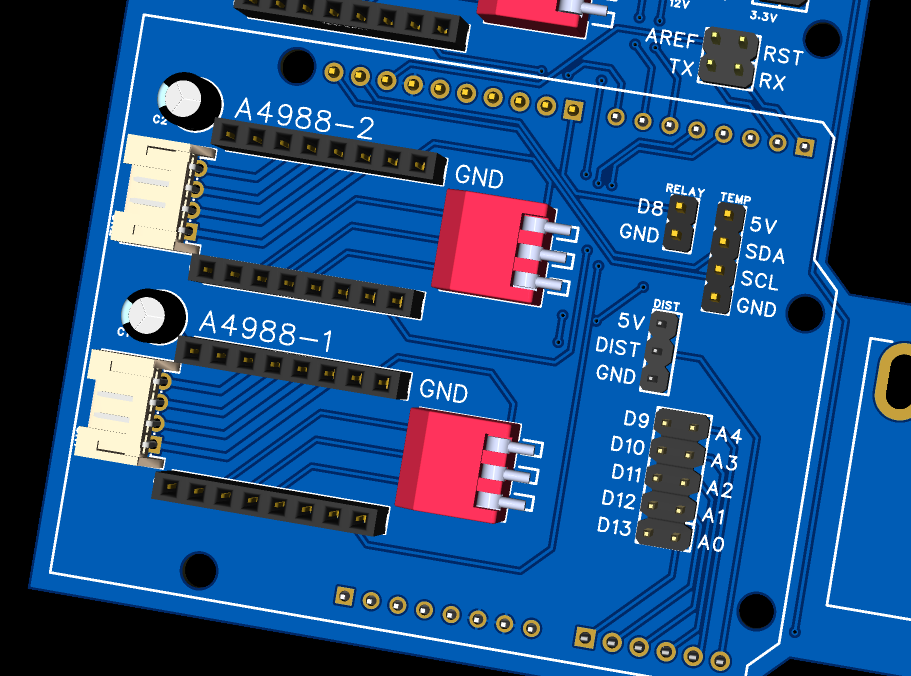 12V
3.3V
AREF
RST
TX
RX
C2
A4988-2
GND
RELAY
TEMP
D8
5V
GND
SDA
SCL
GND
DIST
5V
DIST
GND
A4988-1
GND
D9
A4
D10
A3
D11
A2
D12
A1
D13
A0